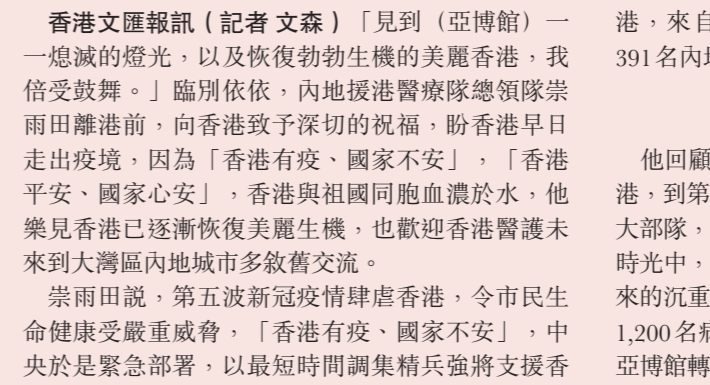 香港文匯報訊（記者 文森）「見到（亞博館）一
一熄滅的燈光，以及恢復勃勃生機的美麗香港，我
倍受鼓舞。」臨別依依，內地援港醫療隊總領隊崇
雨田離港前，向香港致予深切的祝福，盼香港早日
走出疫境，因為「香港有疫、國家不安」，「香港
平安、國家心安」，香港與祖國同胞血濃於水，他
樂見香港已逐漸恢復美麗生機，也歡迎香港醫護未
來到大灣區內地城市多敘舊交流。
崇雨田說，第五波新冠疫情肆虐香港，令市民生
命健康受嚴重威脅，「香港有疫、國家不安」，中
央於是緊急部署，以最短時間調集精兵強將支援香
港，來自
391名內地
他回顧
港，到第
大部隊，
時光中，
來的沉重
1,200名病
亞博館轉